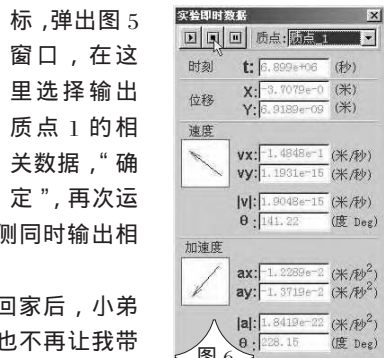 标,弹出图 5
窗口，在这
里选择输出
质点 1 的相
关数据,“确
定”,再次运
侧同时输出相
回家后，小弟
也不再让我带
实验即时数据
质点: 质点 1
时刻 t: 6.899e+06 (秒)
位移 X: -3.7079e-0 (米)
Y: 6.9189e-09 (米)
速度
vx: -1.4848e-1 (米/秒)
vy: 1.1931e-15 (米/秒)
|v|: 1.9048e-15 (米/秒)
θ: 141.22 (度 Deg)
加速度
ax: -1.2289e-2 (米/秒²)
ay: -1.3719e-2 (米/秒²)
|a|: 1.8419e-22 (米/秒²)
θ: 228.15 (度 Deg)
图 6